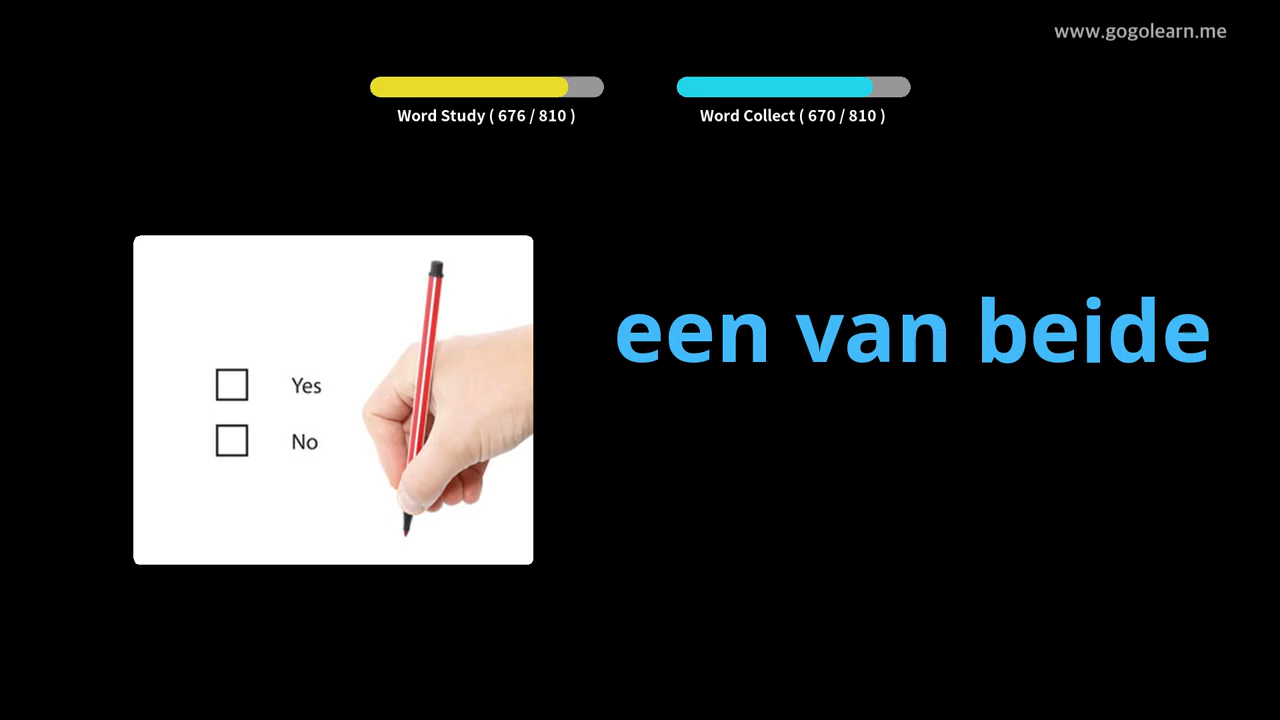 www.gogolearn.me
Word Study ( 676 / 810 )
Word Collect ( 670 / 810 )
een van beide
Yes
No